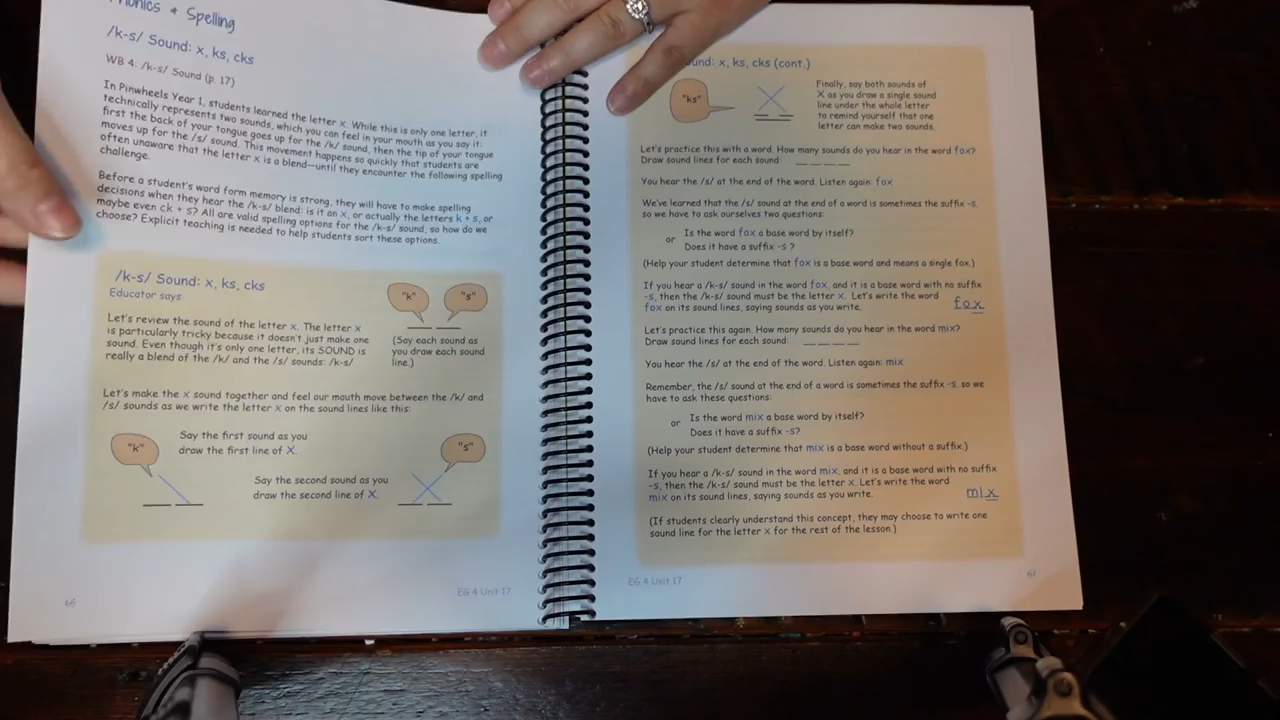 Phonics & Spelling
/k-s/ Sound: x, ks, cks
WB 4: /k-s/ Sound (p. 17)
In Pinwheels Year 1, students learned the letter x. While this is only one letter, it
technically represents two sounds, which you can feel in your mouth as you say it:
first the back of your tongue goes up for the /k/ sound, then the tip of your tongue
moves up for the /s/ sound. This movement happens so quickly that students are
often unaware that the letter x is a blend—until they encounter the following spelling
challenge.
Before a student's word form memory is strong, they will have to make spelling
decisions when they hear the /k-s/ blend: is it an x, or actually the letters k + s, or
maybe even ck + s? All are valid spelling options for the /k-s/ sound, so how do we
choose? Explicit teaching is needed to help students sort these options.
/k-s/ Sound: x, ks, cks
Educator says
Let's review the sound of the letter x. The letter x
is particularly tricky because it doesn't just make one
sound. Even though it's only one letter, its SOUND is
really a blend of the /k/ and the /s/ sounds: /k-s/
"k" "s"
(Say each sound as
you draw each sound
line.)
Let's make the x sound together and feel our mouth move between the /k/ and
/s/ sounds as we write the letter x on the sound lines like this:
"k"
Say the first sound as you
draw the first line of X.
"s"
Say the second sound as you
draw the second line of X.
EG 4 Unit 17
66
ound: x, ks, cks (cont.)
"ks"
X
Finally, say both sounds of
X as you draw a single sound
line under the whole letter
to remind yourself that one
letter can make two sounds.
Let's practice this with a word. How many sounds do you hear in the word fox?
Draw sound lines for each sound: __ __ __ __
You hear the /s/ at the end of the word. Listen again: fox
We've learned that the /s/ sound at the end of a word is sometimes the suffix -s,
so we have to ask ourselves two questions:
Is the word fox a base word by itself?
or
Does it have a suffix -s ?
(Help your student determine that fox is a base word and means a single fox.)
If you hear a /k-s/ sound in the word fox, and it is a base word with no suffix
-s, then the /k-s/ sound must be the letter x. Let's write the word
fox on its sound lines, saying sounds as you write.
fox
Let's practice this again. How many sounds do you hear in the word mix?
Draw sound lines for each sound: __ __ __ __
You hear the /s/ at the end of the word. Listen again: mix
Remember, the /s/ sound at the end of a word is sometimes the suffix -s, so we
have to ask these questions:
Is the word mix a base word by itself?
or
Does it have a suffix -s?
(Help your student determine that mix is a base word without a suffix.)
If you hear a /k-s/ sound in the word mix, and it is a base word with no suffix
-s, then the /k-s/ sound must be the letter x. Let's write the word
mix on its sound lines, saying sounds as you write.
mix
(If students clearly understand this concept, they may choose to write one
sound line for the letter x for the rest of the lesson.)
EG 4 Unit 17
67